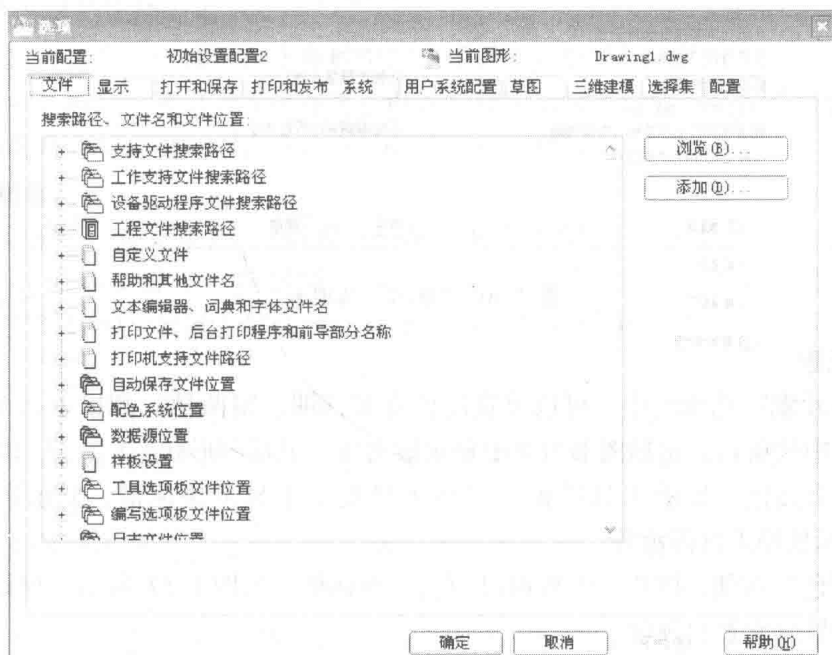 选项
当前配置: 初始设置配置2 当前图形: Drawing1.dwg
文件 显示 打开和保存 打印和发布 系统 用户系统配置 草图 三维建模 选择集 配置
搜索路径、文件名和文件位置:
支持文件搜索路径
工作支持文件搜索路径
设备驱动程序文件搜索路径
工程文件搜索路径
自定义文件
帮助和其他文件名
文本编辑器、词典和字体文件名
打印文件、后台打印程序和前导部分名称
打印机支持文件路径
自动保存文件位置
配色系统位置
数据源位置
样板设置
工具选项板文件位置
编写选项板文件位置
日志文件位置
浏览(B)...
添加(D)...
确定 取消 帮助(H)